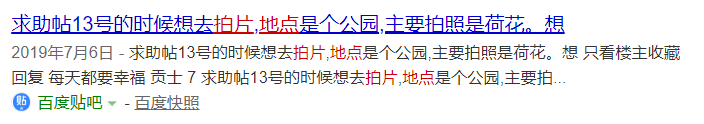 求助帖13号的时候想去拍片,地点是个公园,主要拍照是荷花。想
2019年7月6日 - 求助帖13号的时候想去拍片,地点是个公园,主要拍照是荷花。想 只看楼主收藏
回复 每天都要幸福 贡士 7 求助帖13号的时候想去拍片,地点是个公园,主要拍...
贴 百度贴吧 - 百度快照